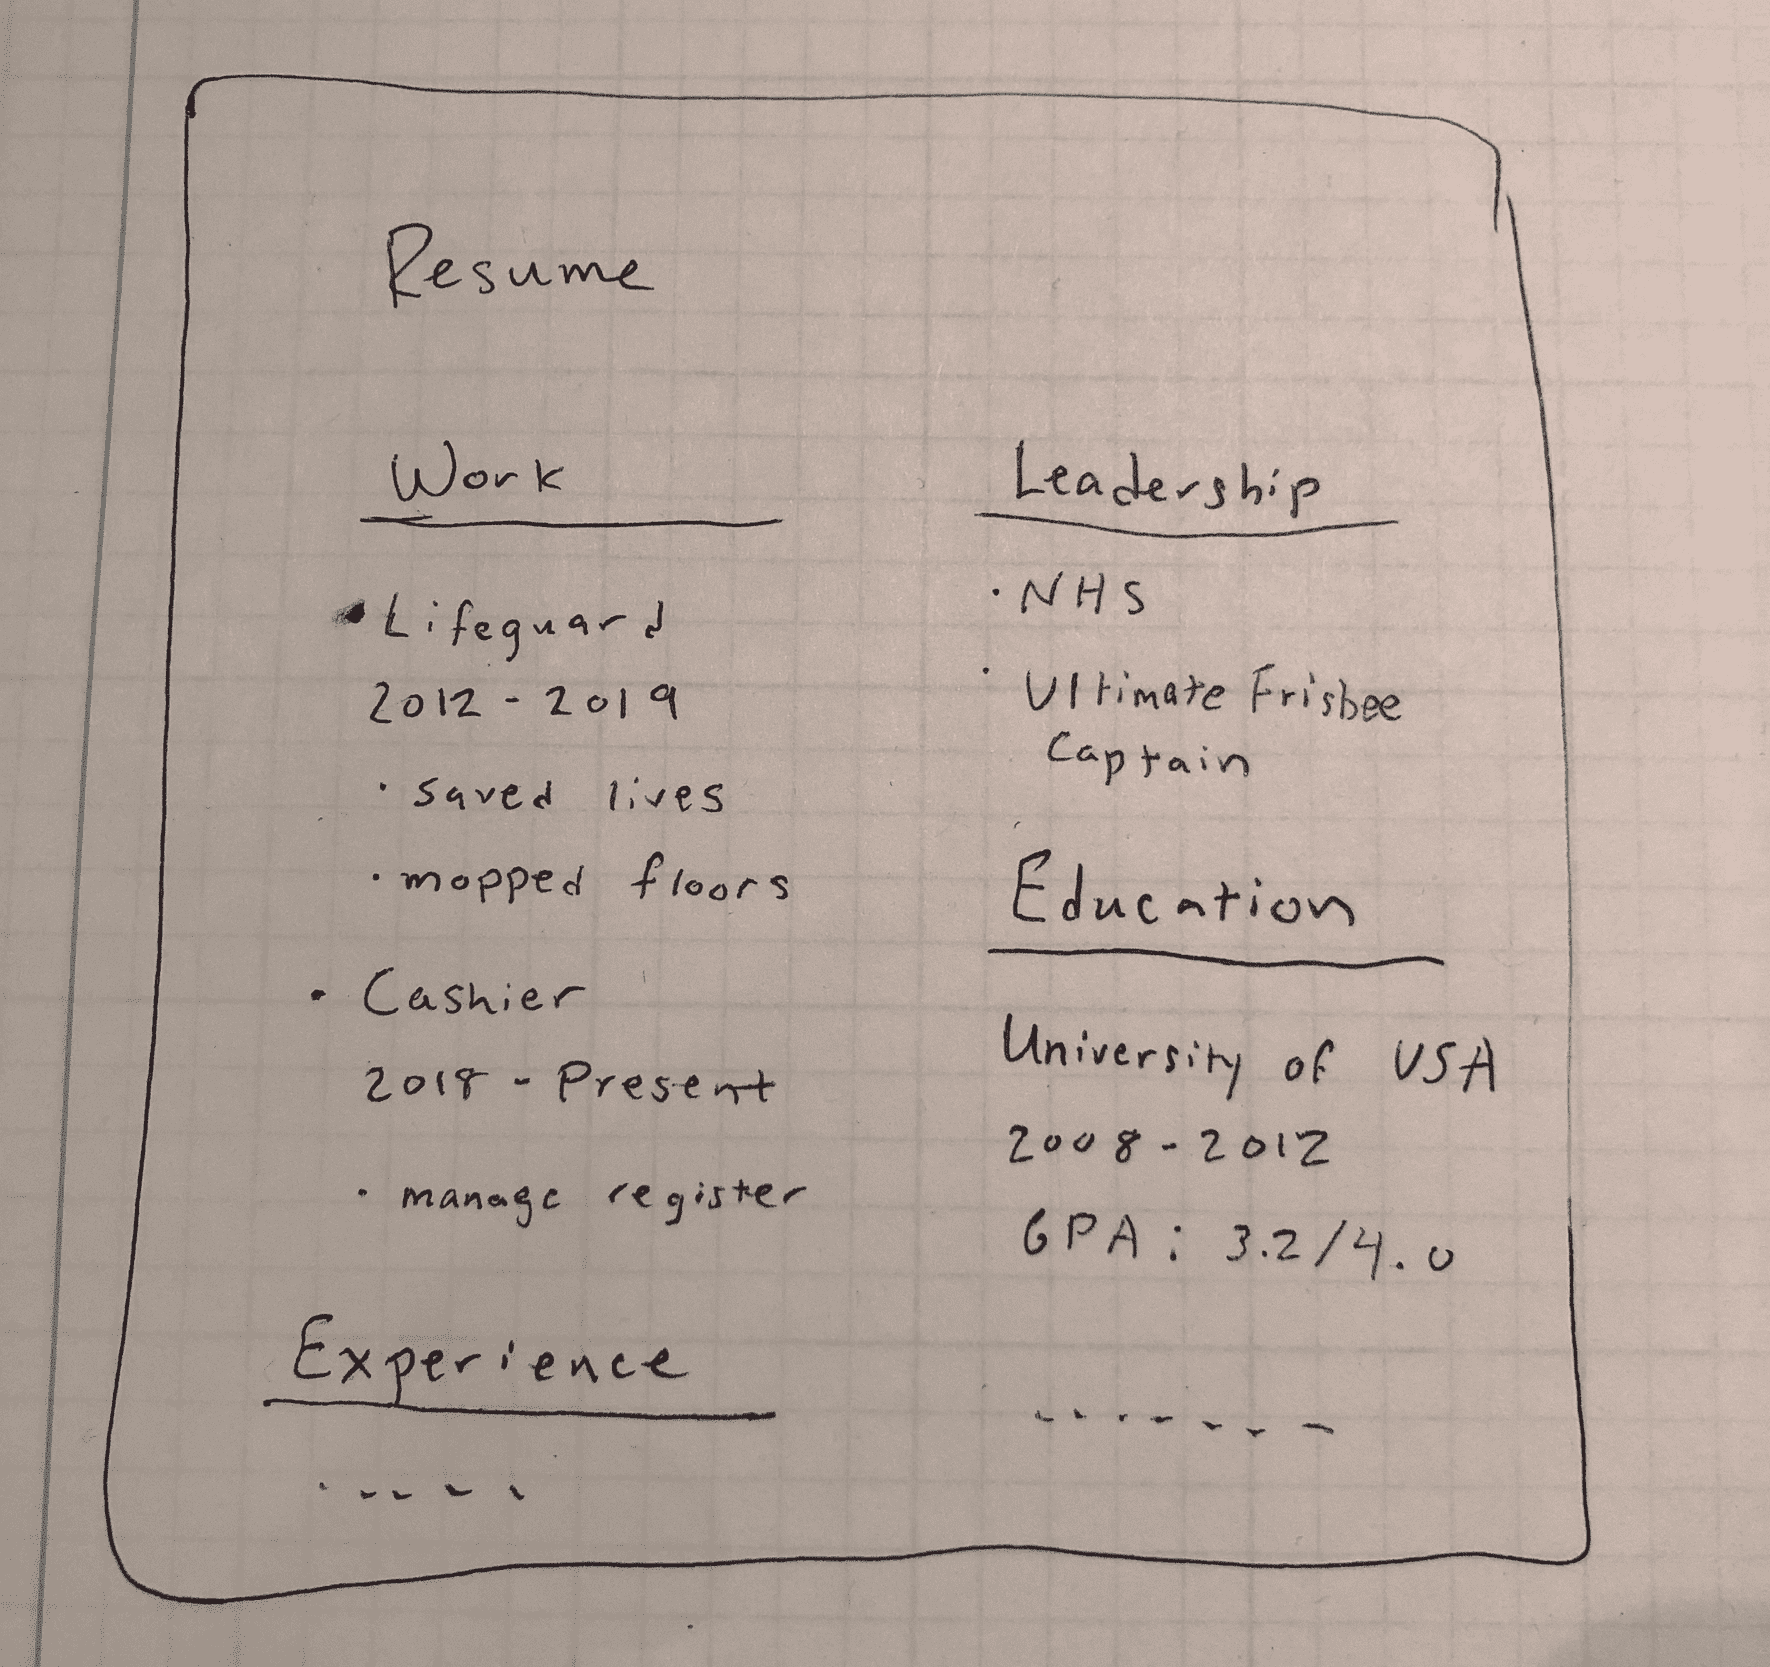 Resume
Work
• Lifeguard
2012 - 2019
• saved lives
• mopped floors
• Cashier
2018 - Present
• manage register
Experience
Leadership
• NHS
• Ultimate Frisbee
Captain
Education
University of USA
2008 - 2012
GPA: 3.2/4.0